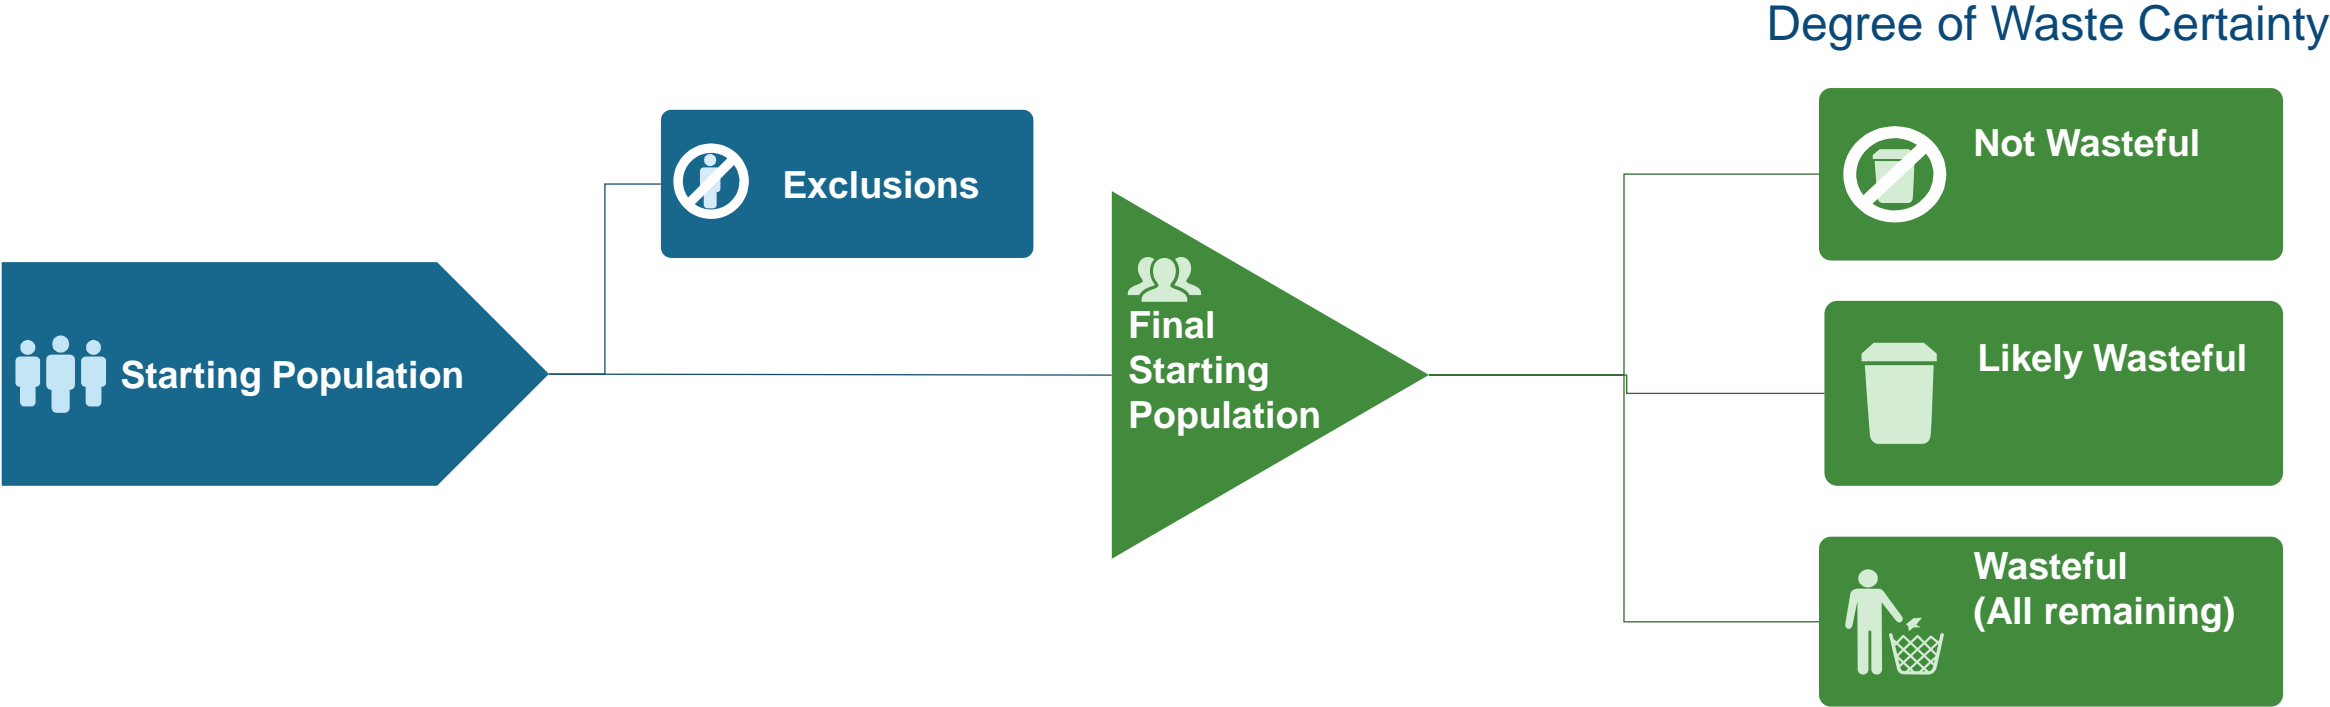 Degree of Waste Certainty
Exclusions
Starting Population
Final
Starting
Population
Not Wasteful
Likely Wasteful
Wasteful
(All remaining)